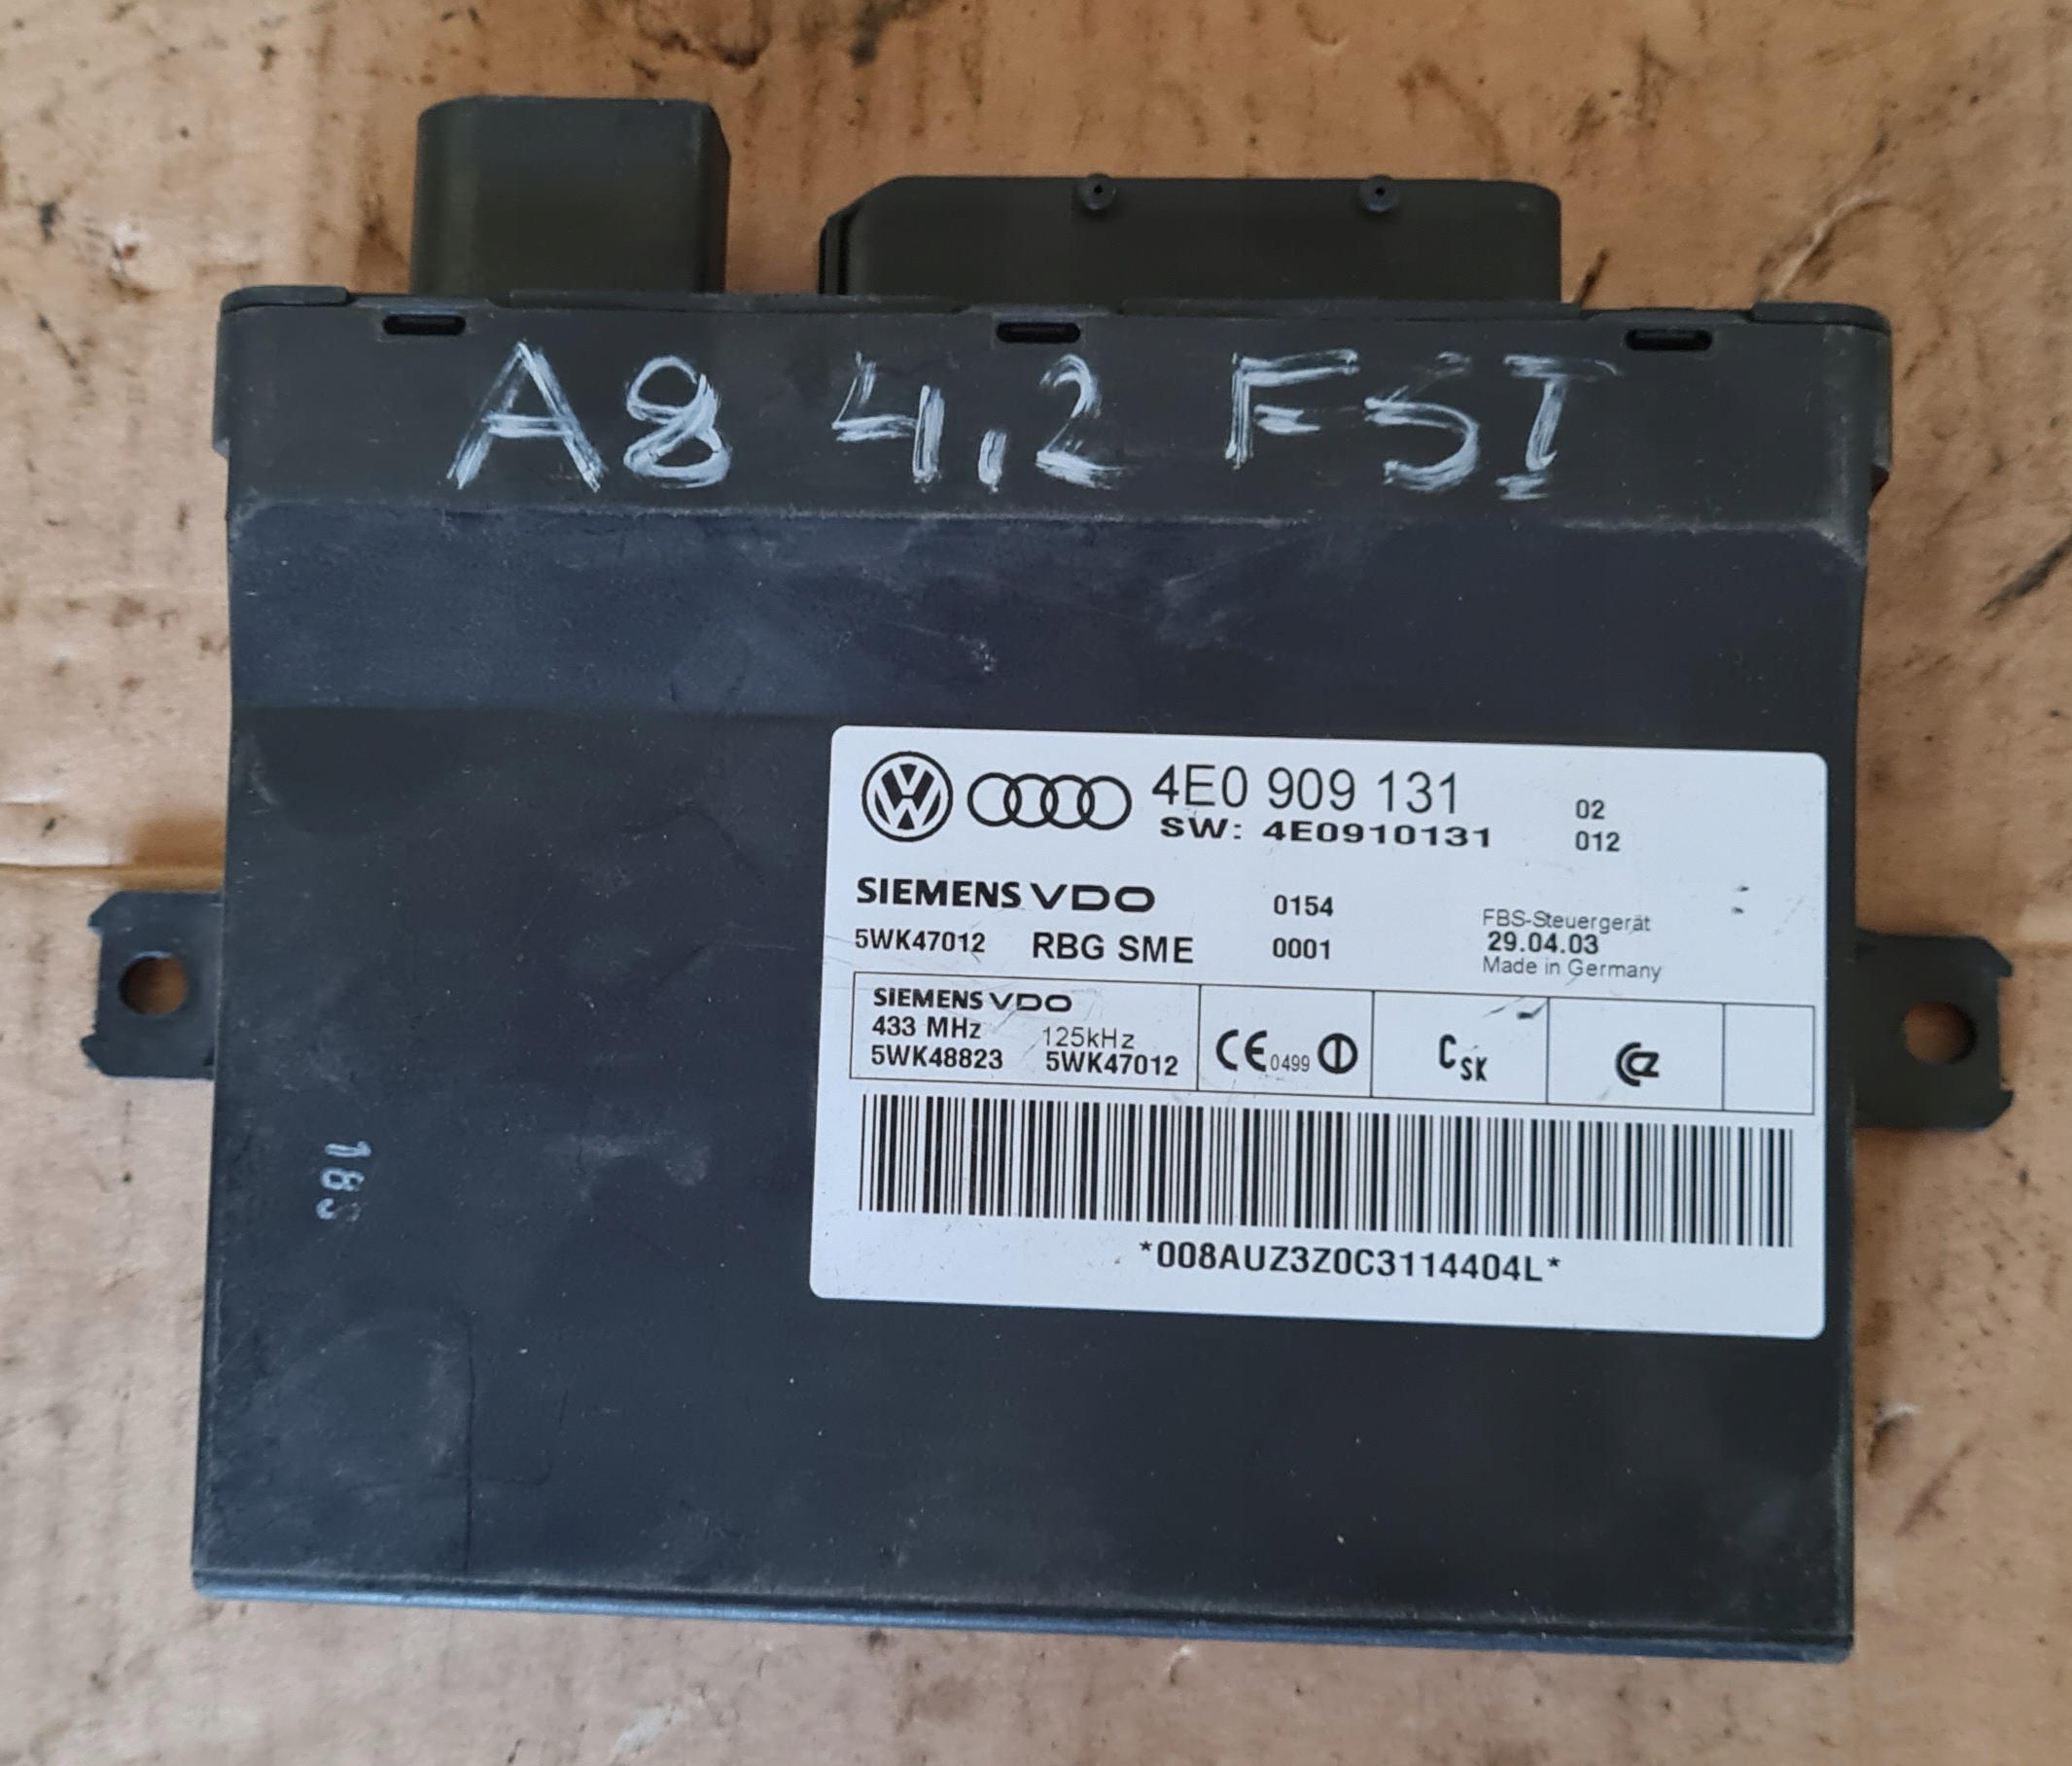 A8 4,2 FSI
4E0 909 131 02
SW: 4E0910131 012
SIEMENS VDO 0154 FBS-Steuergerät
5WK47012 RBG SME 0001 29.04.03
Made in Germany
SIEMENS VDO
433 MHz 125kHz
5WK48823 5WK47012
CE 0499
CSK
*008AUZ3Z0C3114404L*